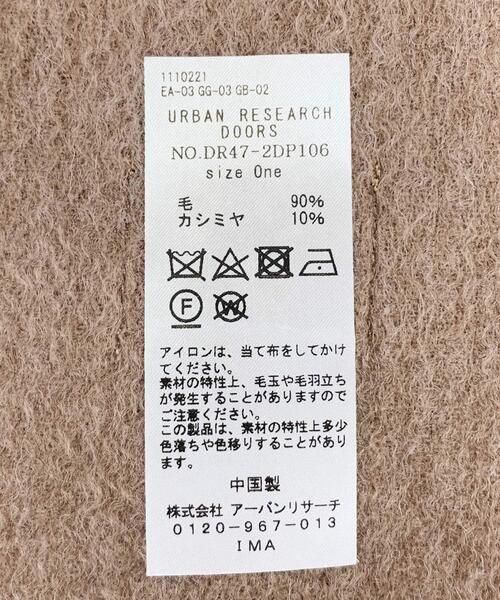 1110221
EA-03 GG-03 GB-02
URBAN RESEARCH
DOORS
NO.DR47-2DP106
size One
毛 90%
カシミヤ 10%
F
W
アイロンは、当て布をしてかけ
てください。
素材の特性上、毛玉や毛羽立ち
が発生することがありますので
ご注意ください。
この製品は、素材の特性上多少
色落ちや色移りすることがあり
ます。
中国製
株式会社 アーバンリサーチ
0120-967-013
IMA